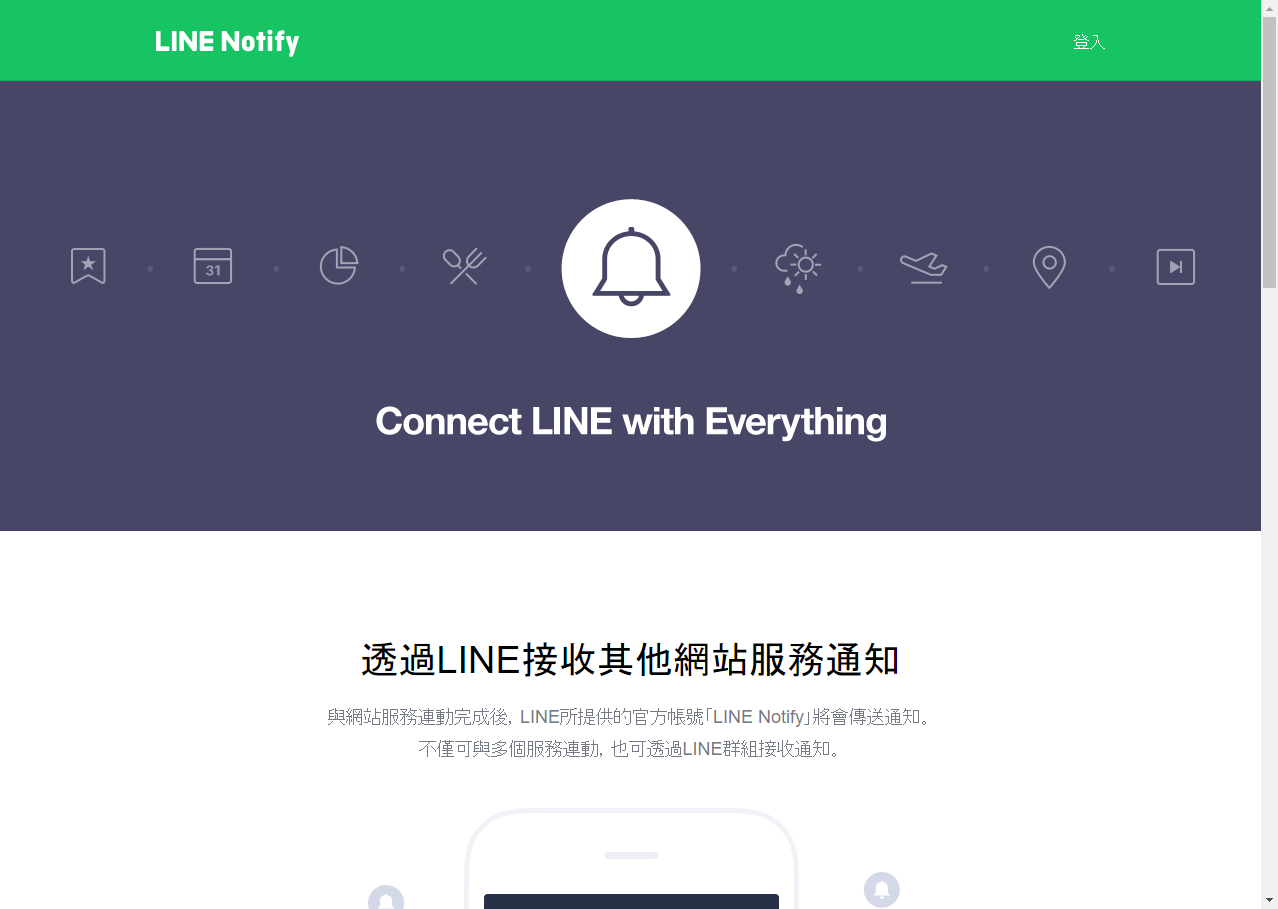 LINE Notify
登入
31
Connect LINE with Everything
透過LINE接收其他網站服務通知
與網站服務連動完成後，LINE所提供的官方帳號「LINE Notify」將會傳送通知。
不僅可與多個服務連動，也可透過LINE群組接收通知。